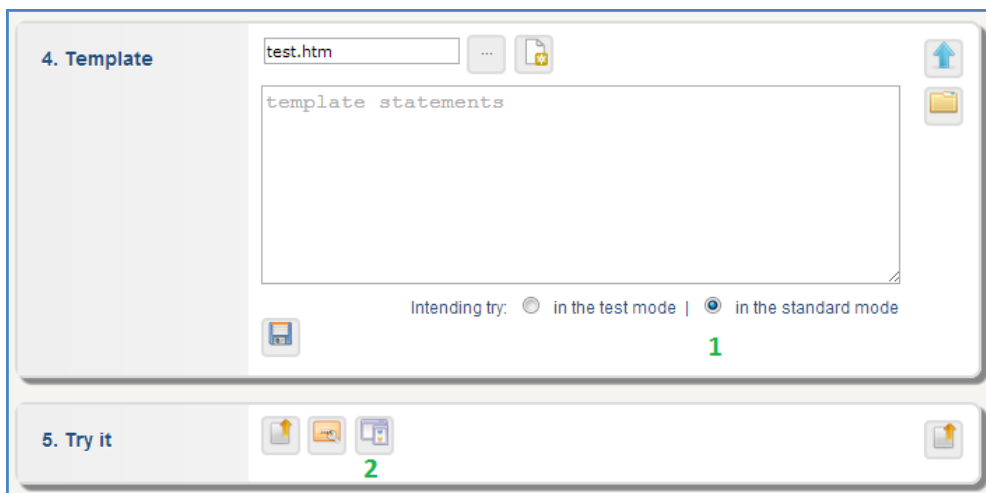 4. Template
test.htm
...
template statements
Intending try: in the test mode | in the standard mode
1
5. Try it
2